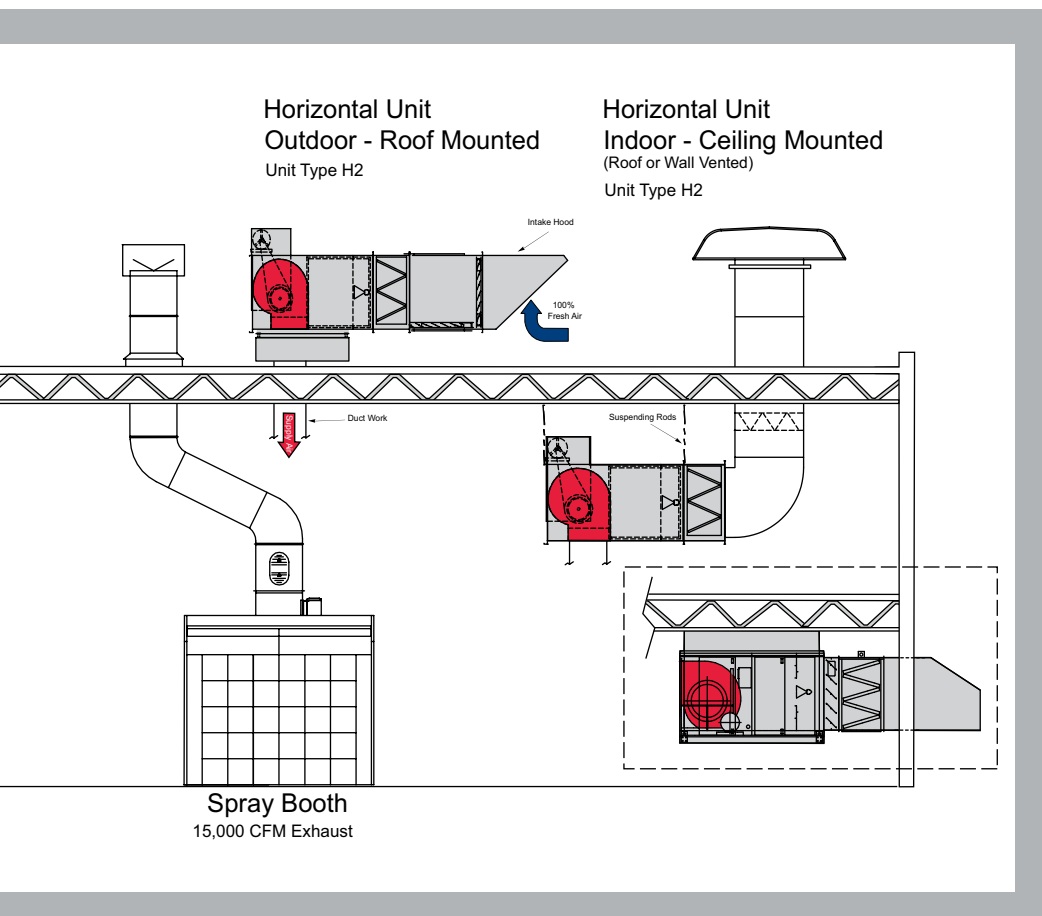 Horizontal Unit
Outdoor - Roof Mounted
Unit Type H2
Horizontal Unit
Indoor - Ceiling Mounted
(Roof or Wall Vented)
Unit Type H2
Intake Hood
100%
Fresh Air
Duct Work
Supply Air
Suspending Rods
Spray Booth
15,000 CFM Exhaust